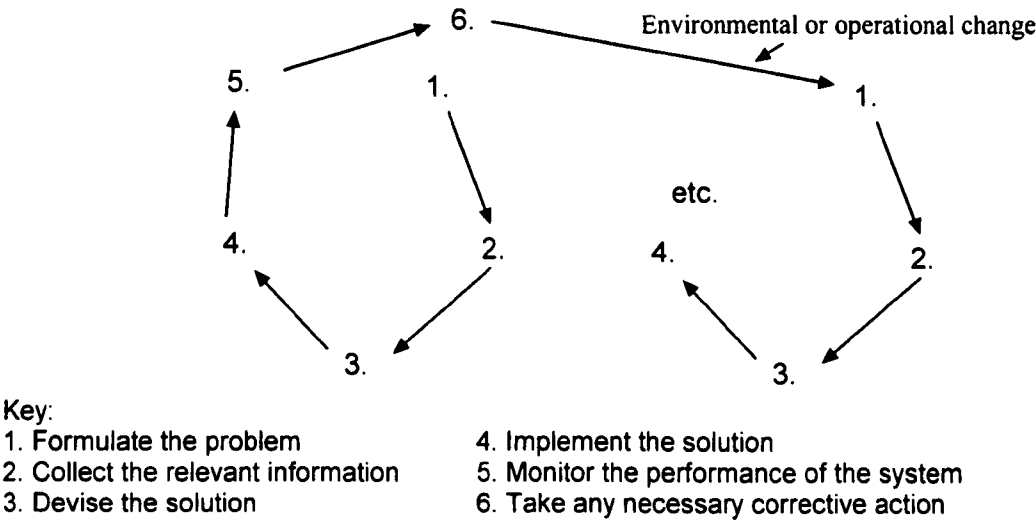 6.
Environmental or operational change
5.
1.
1.
etc.
4.
2.
4.
2.
3.
3.
Key:
1. Formulate the problem
2. Collect the relevant information
3. Devise the solution
4. Implement the solution
5. Monitor the performance of the system
6. Take any necessary corrective action